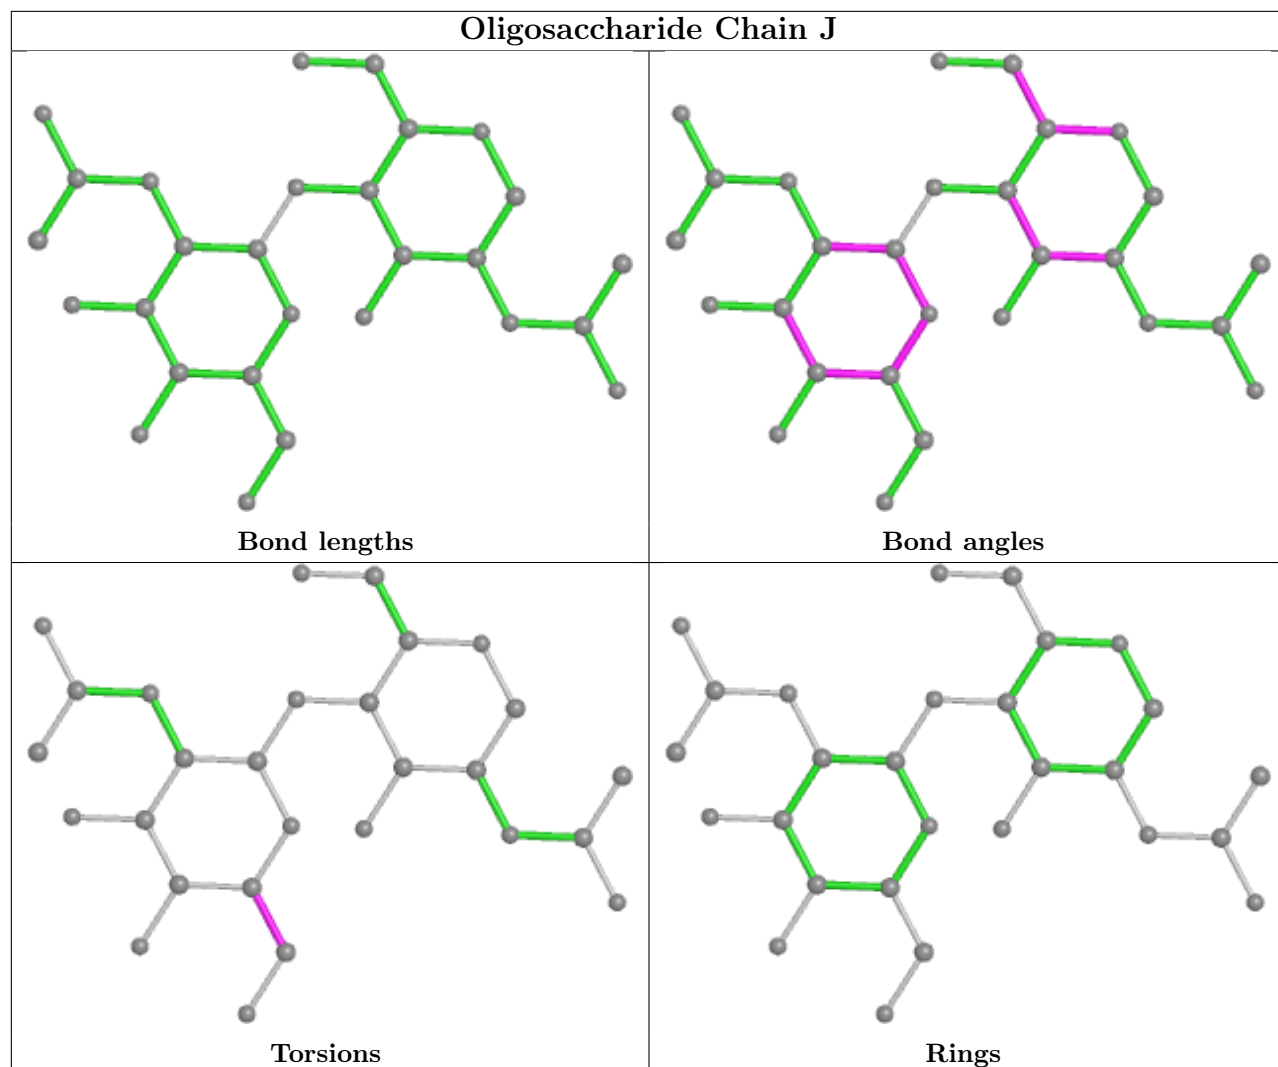 Oligosaccharide Chain J
Bond lengths
Bond angles
Torsions
Rings